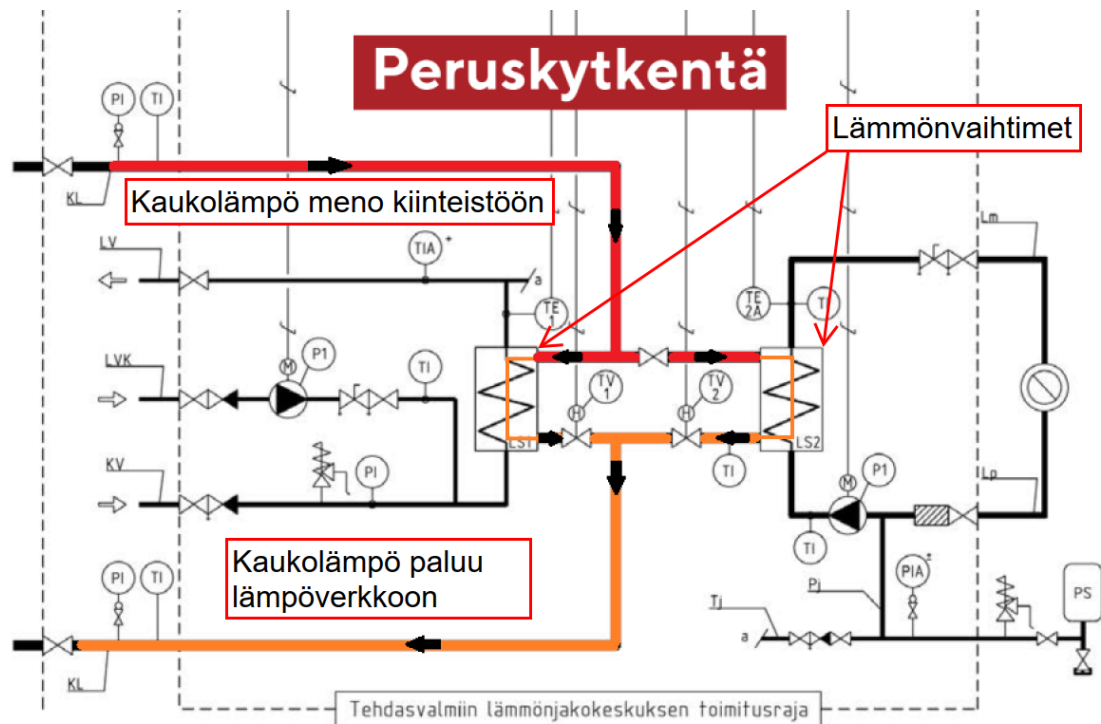 Peruskytkentä
PI
TI
Lämmönvaihtimet
KL
Kaukolämpö meno kiinteistöön
Lm
LV
TIA +
a
TE
1
TE
2A
LVK
P1
TI
TV
1
TV
2
M
H
H
LS1
LS2
KV
PI
TI
P1
M
Lp
TI
Kaukolämpö paluu
lämpöverkkoon
PI
TI
Pj
PIA ±
PS
Tj
a
KL
Tehdasvalmiin lämmönjakokeskuksen toimitusraja